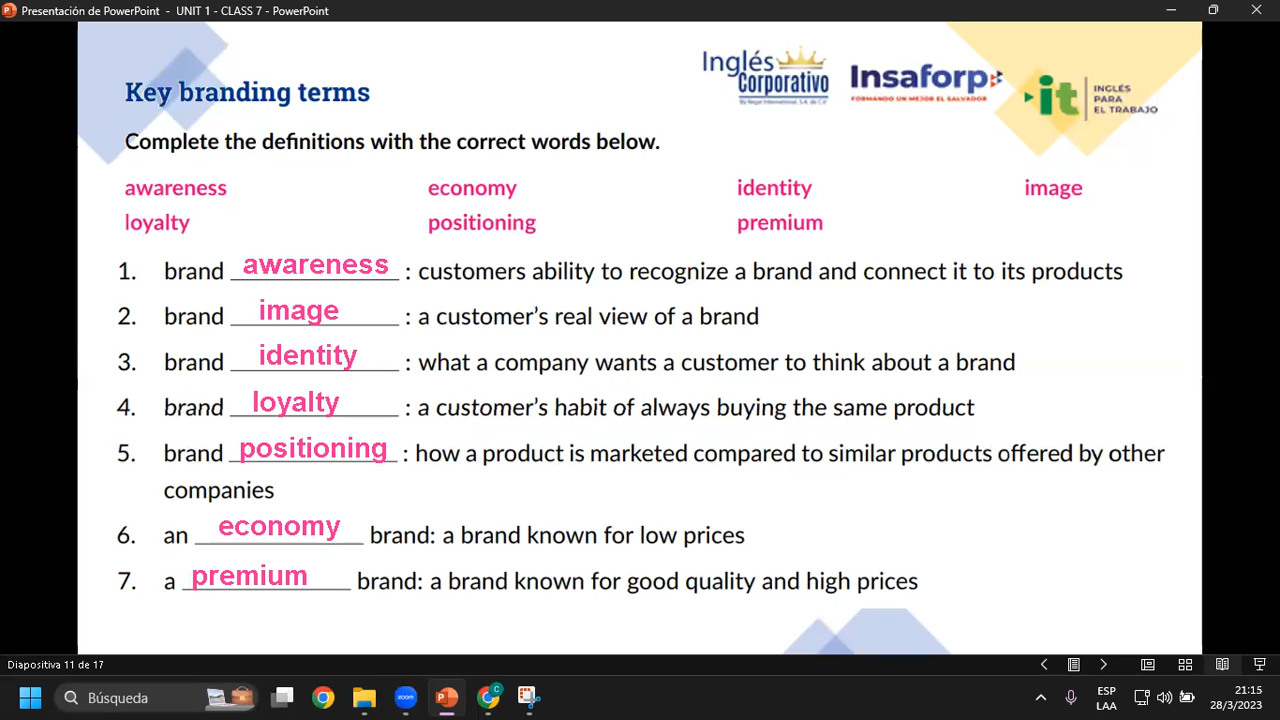 Presentación de PowerPoint - UNIT 1 - CLASS 7 - PowerPoint
Inglés
Corporativo
Insaforp
FORMANDO UN MEJOR EL SALVADOR
it
INGLÉS
PARA
EL TRABAJO
Key branding terms
Complete the definitions with the correct words below.
awareness economy identity image
loyalty positioning premium
1. brand awareness : customers ability to recognize a brand and connect it to its products
2. brand image : a customer’s real view of a brand
3. brand identity : what a company wants a customer to think about a brand
4. brand loyalty : a customer’s habit of always buying the same product
5. brand positioning : how a product is marketed compared to similar products offered by other
companies
6. an economy brand: a brand known for low prices
7. a premium brand: a brand known for good quality and high prices
Diapositiva 11 de 17
Búsqueda
zoom
C
ESP
LAA
21:15
28/3/2023